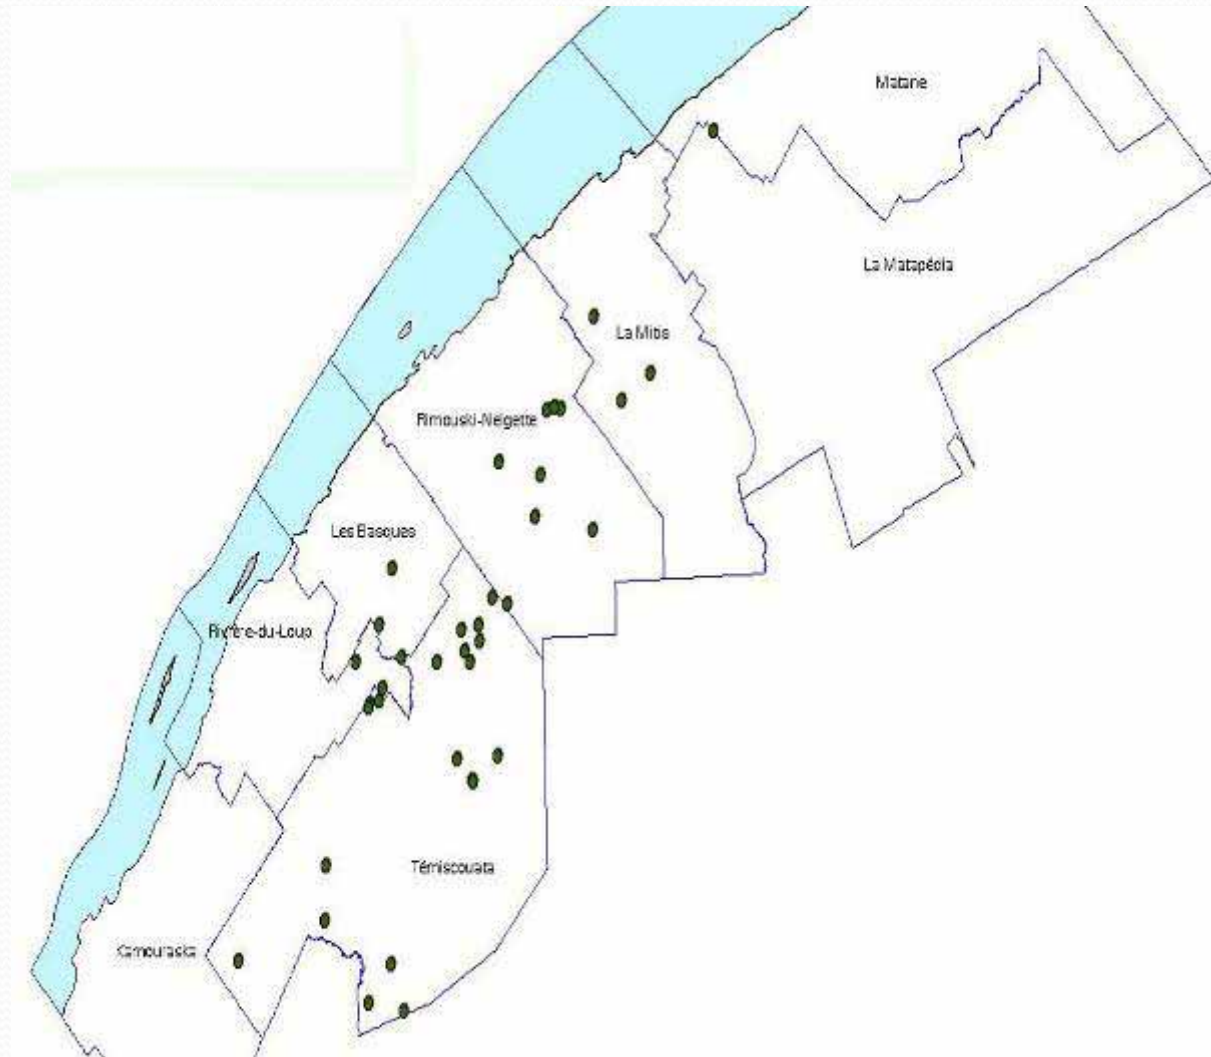 Matane
La Matapédia
La Mitis
Rimouski-Neigette
Les Basques
Rivière-du-Loup
Témiscouata
Kamouraska